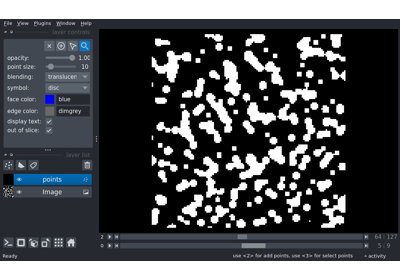 File View Plugins Window Help
layer controls
opacity: 1.00
point size: 10
blending: translucen
symbol: disc
face color: blue
edge color: dimgrey
display text:
out of slice:
layer list
points
Image
2 64 127
0 5 9
Ready use <2> for add points, use <3> for select points activity